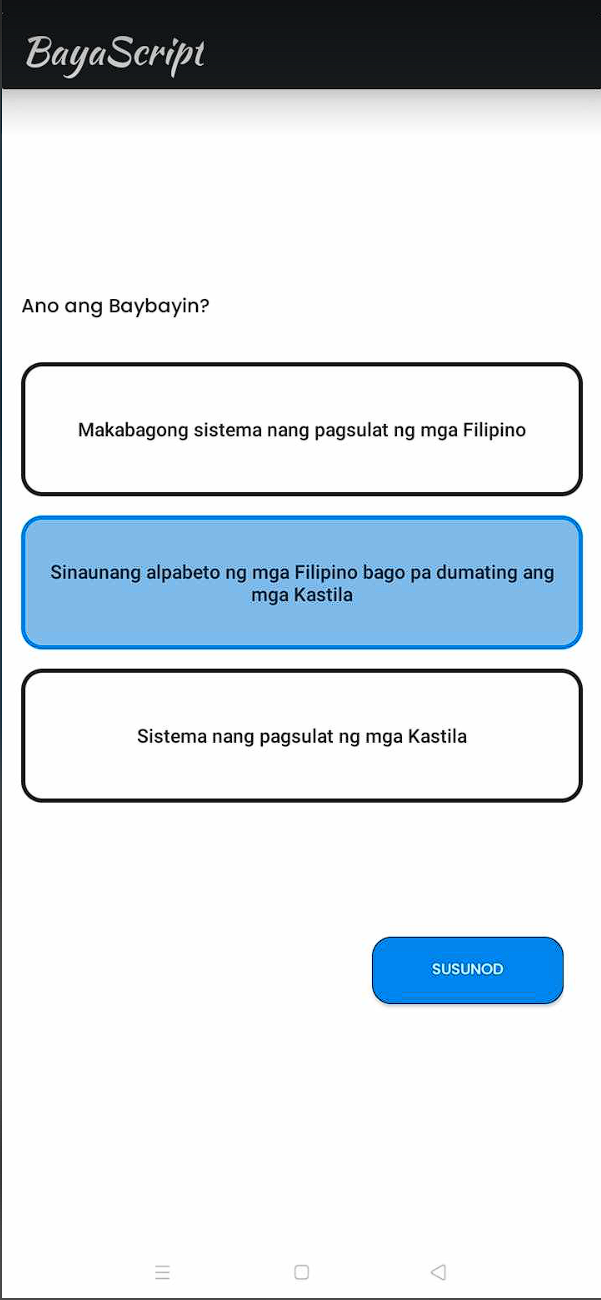 BayaScript
Ano ang Baybayin?
Makabagong sistema nang pagsulat ng mga Filipino
Sinaunang alpabeto ng mga Filipino bago pa dumating ang
mga Kastila
Sistema nang pagsulat ng mga Kastila
SUSUNOD